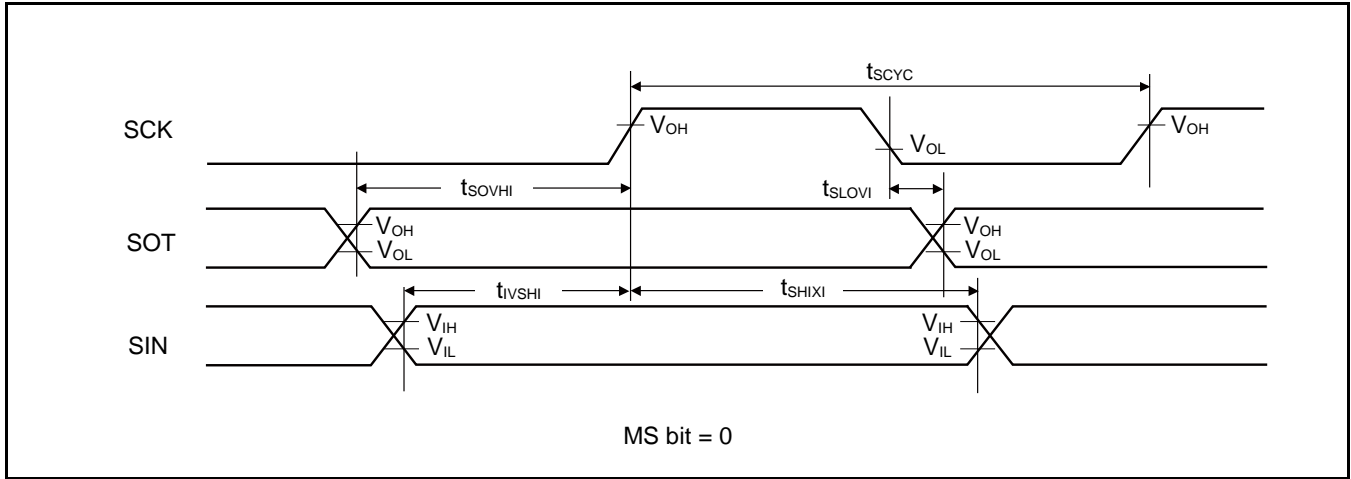 tSCYC
SCK
VOH
VOL
VOH
tSOVHI
tSLOVI
SOT
VOH
VOL
VOH
VOL
tIVSHI
tSHIXI
SIN
VIH
VIL
VIH
VIL
MS bit = 0